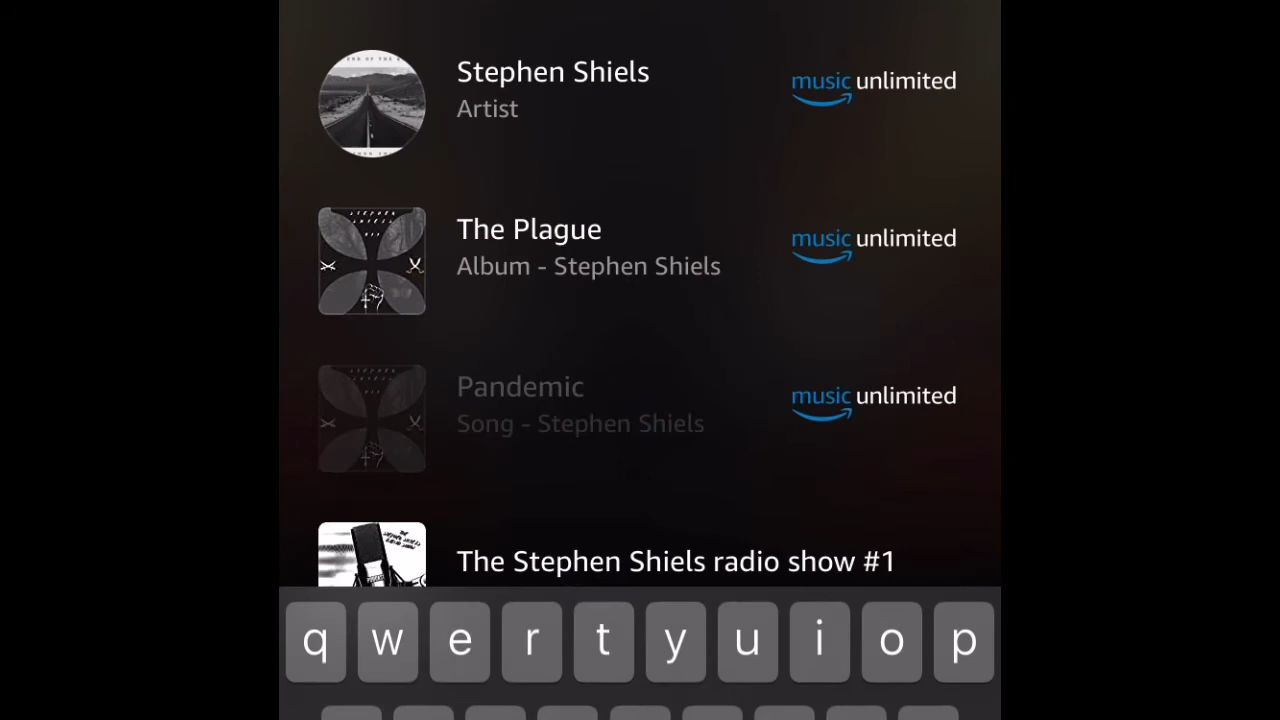 Stephen Shiels
Artist
music unlimited
The Plague
Album - Stephen Shiels
music unlimited
Pandemic
Song - Stephen Shiels
music unlimited
The Stephen Shiels radio show #1
q w e r t y u i o p